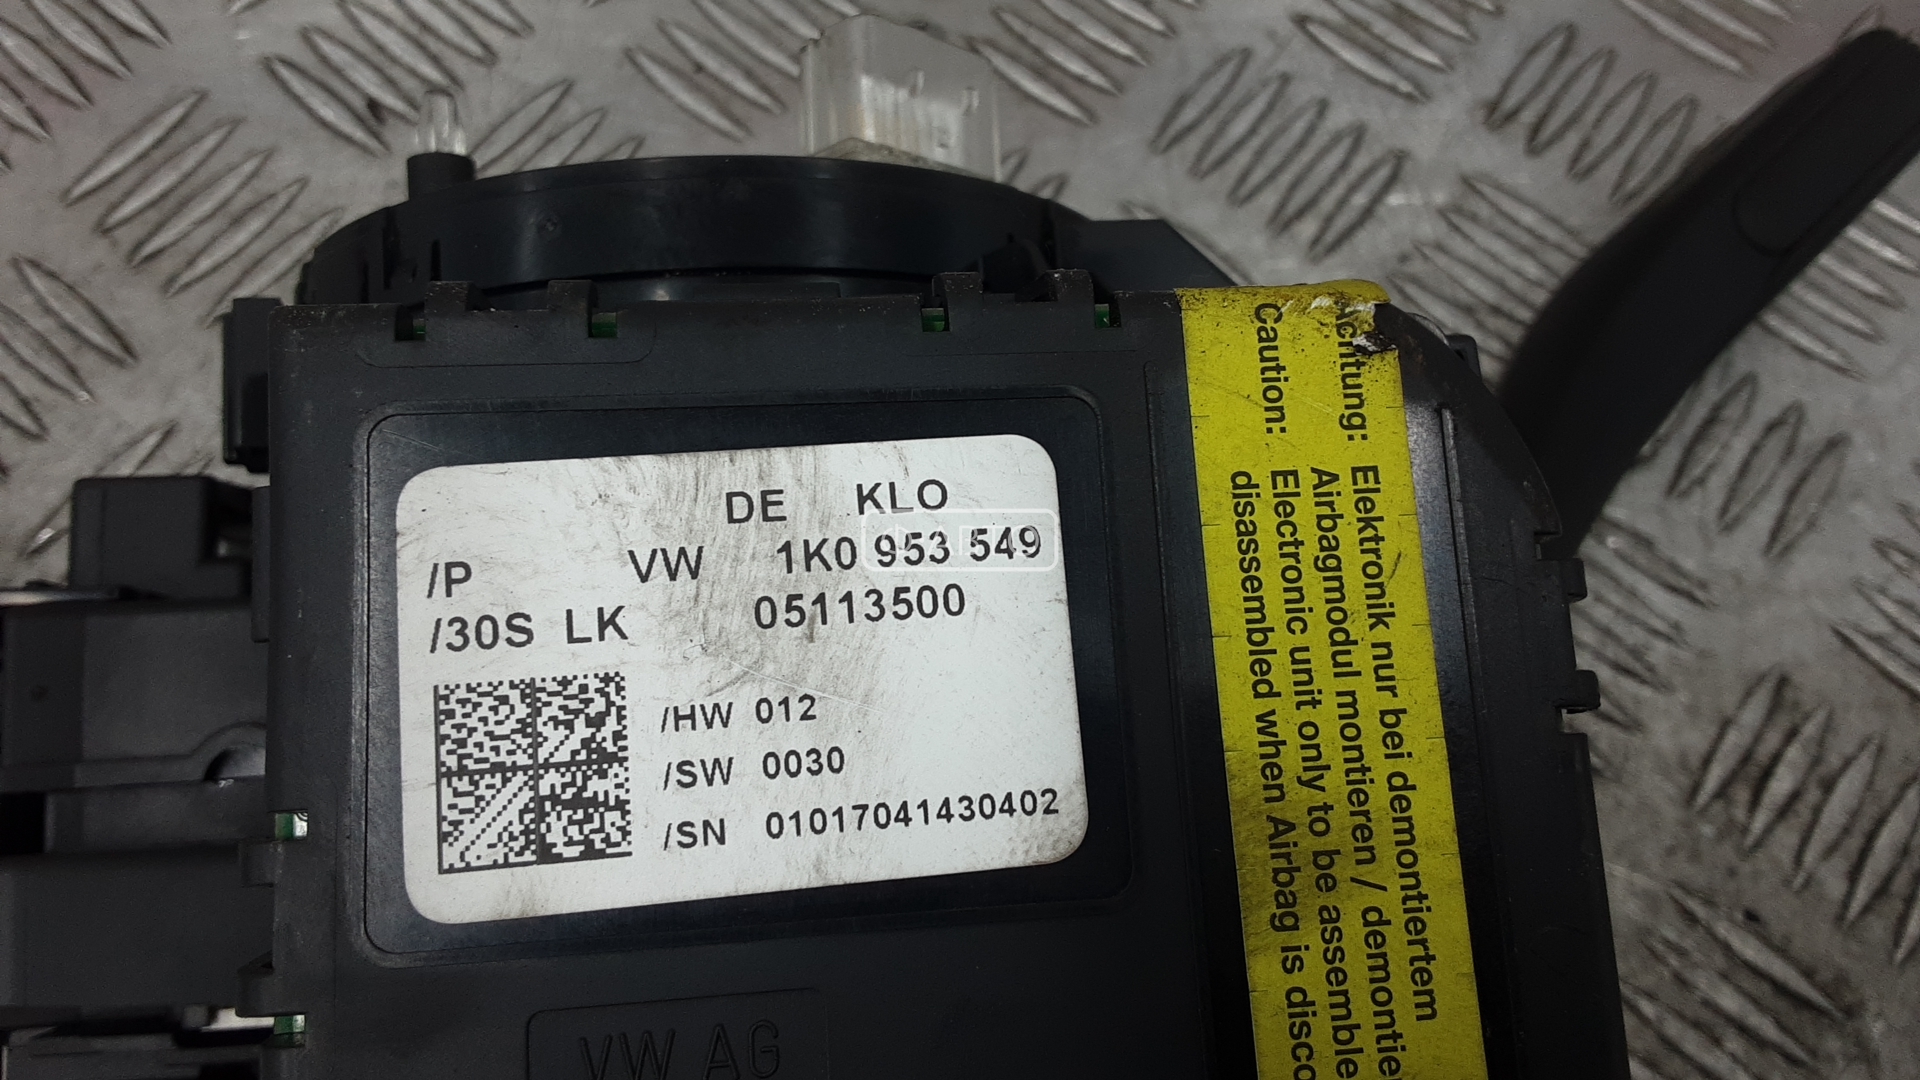 DE KLO
/P VW 1K0 953 549
/30S LK 05113500
/HW 012
/SW 0030
/SN 01017041430402
VW AG
Achtung: Elektronik nur bei demontiertem
Airbagmodul montieren / demontie
Caution: Electronic unit only to be assemble
disassembled when Airbag is disco